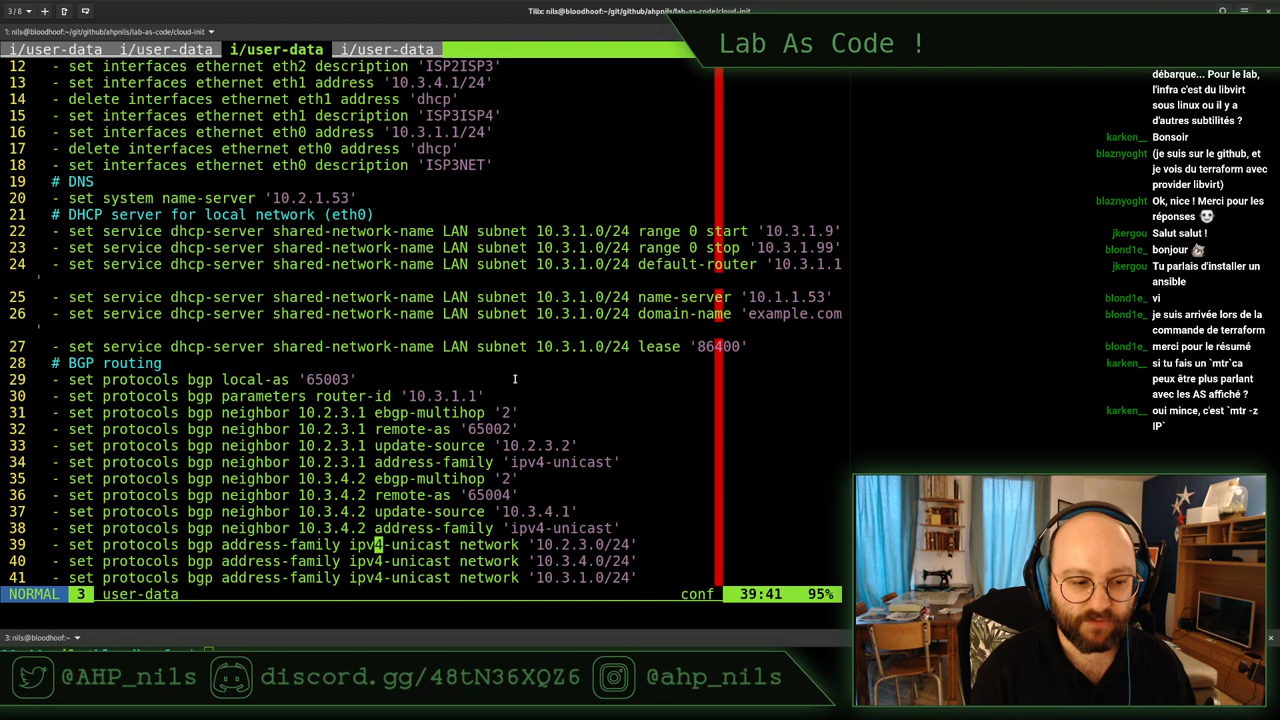 3 / 8
Tilix: nils@bloodhoof:~/git/github/ahpnils/lab-as-code/cloud-init
1: nils@bloodhoof:~/git/github/ahpnils/lab-as-code/cloud-init
i/user-data i/user-data i/user-data i/user-data
Lab As Code !
12 - set interfaces ethernet eth2 description 'ISP2ISP3'
13 - set interfaces ethernet eth1 address '10.3.4.1/24'
14 - delete interfaces ethernet eth1 address 'dhcp'
15 - set interfaces ethernet eth1 description 'ISP3ISP4'
16 - set interfaces ethernet eth0 address '10.3.1.1/24'
17 - delete interfaces ethernet eth0 address 'dhcp'
18 - set interfaces ethernet eth0 description 'ISP3NET'
19 # DNS
20 - set system name-server '10.2.1.53'
21 # DHCP server for local network (eth0)
22 - set service dhcp-server shared-network-name LAN subnet 10.3.1.0/24 range 0 start '10.3.1.9'
23 - set service dhcp-server shared-network-name LAN subnet 10.3.1.0/24 range 0 stop '10.3.1.99'
24 - set service dhcp-server shared-network-name LAN subnet 10.3.1.0/24 default-router '10.3.1.1
'
25 - set service dhcp-server shared-network-name LAN subnet 10.3.1.0/24 name-server '10.1.1.53'
26 - set service dhcp-server shared-network-name LAN subnet 10.3.1.0/24 domain-name 'example.com
'
27 - set service dhcp-server shared-network-name LAN subnet 10.3.1.0/24 lease '86400'
28 # BGP routing
29 - set protocols bgp local-as '65003'
30 - set protocols bgp parameters router-id '10.3.1.1'
31 - set protocols bgp neighbor 10.2.3.1 ebgp-multihop '2'
32 - set protocols bgp neighbor 10.2.3.1 remote-as '65002'
33 - set protocols bgp neighbor 10.2.3.1 update-source '10.2.3.2'
34 - set protocols bgp neighbor 10.2.3.1 address-family 'ipv4-unicast'
35 - set protocols bgp neighbor 10.3.4.2 ebgp-multihop '2'
36 - set protocols bgp neighbor 10.3.4.2 remote-as '65004'
37 - set protocols bgp neighbor 10.3.4.2 update-source '10.3.4.1'
38 - set protocols bgp neighbor 10.3.4.2 address-family 'ipv4-unicast'
39 - set protocols bgp address-family ipv4-unicast network '10.2.3.0/24'
40 - set protocols bgp address-family ipv4-unicast network '10.3.4.0/24'
41 - set protocols bgp address-family ipv4-unicast network '10.3.1.0/24'
NORMAL 3 user-data conf 39:41 95%
3: nils@bloodhoof:~
débarque... Pour le lab,
l'infra c'est du libvirt
sous linux ou il y a
d'autres subtilités ?
karken__ Bonsoir
blaznyoght (je suis sur le github, et
je vois du terraform avec
provider libvirt)
blaznyoght Ok, nice ! Merci pour les
réponses
jkergou Salut salut !
blond1e_ bonjour
jkergou Tu parlais d'installer un
ansible
blond1e_ vi
blond1e_ je suis arrivée lors de la
commande de terraform
blond1e_ merci pour le résumé
karken__ si tu fais un `mtr`ca
peux être plus parlant
avec les AS affiché ?
karken__ oui mince, c'est `mtr -z
IP`
@AHP_nils discord.gg/48tN36XQZ6 @ahp_nils